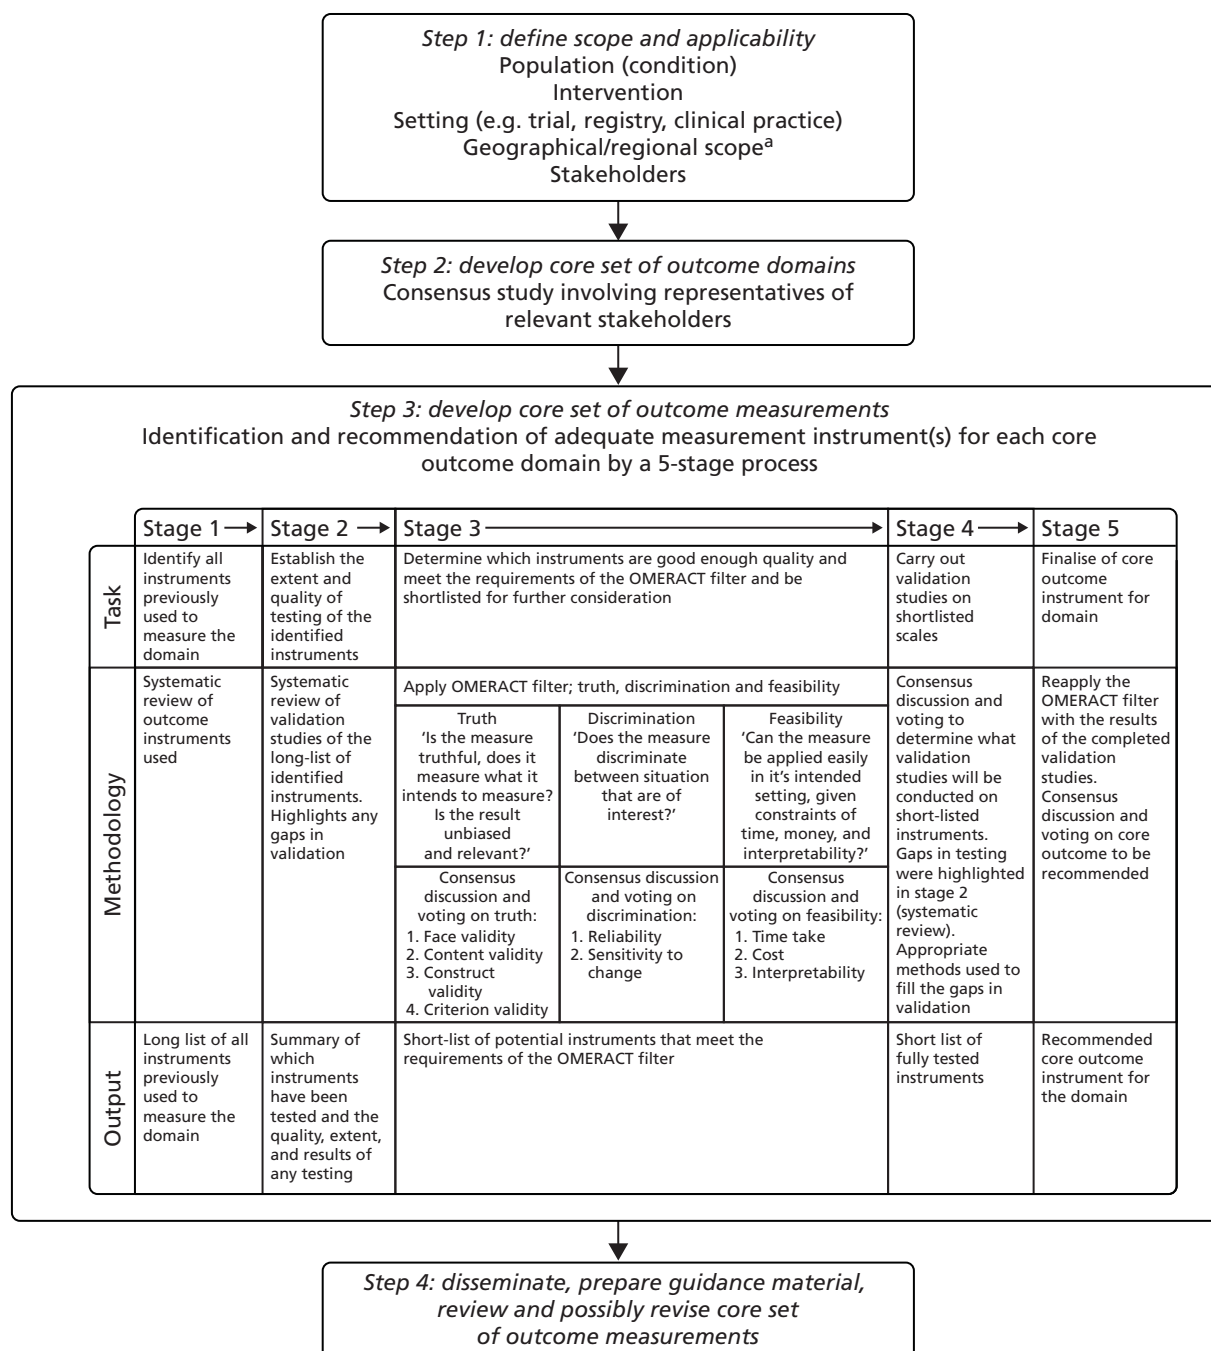 Step 1: define scope and applicability
Population (condition)
Intervention
Setting (e.g. trial, registry, clinical practice)
Geographical/regional scopea
Stakeholders
Step 2: develop core set of outcome domains
Consensus study involving representatives of
relevant stakeholders
Step 3: develop core set of outcome measurements
Identification and recommendation of adequate measurement instrument(s) for each core
outcome domain by a 5-stage process
Stage 1
Stage 2
Stage 3
Stage 4
Stage 5
Task
Identify all
instruments
previously
used to
measure the
domain
Establish the
extent and
quality of
testing of the
identified
instruments
Determine which instruments are good enough quality and
meet the requirements of the OMERACT filter and be
shortlisted for further consideration
Carry out
validation
studies on
shortlisted
scales
Finalise of core
outcome
instrument for
domain
Methodology
Systematic
review of
outcome
instruments
used
Systematic
review of
validation
studies of the
long-list of
identified
instruments.
Highlights any
gaps in
validation
Apply OMERACT filter; truth, discrimination and feasibility
Truth
‘Is the measure
truthful, does it
measure what it
intends to measure?
Is the result
unbiased
and relevant?’
Discrimination
‘Does the measure
discriminate
between situation
that are of
interest?’
Feasibility
‘Can the measure
be applied easily
in it’s intended
setting, given
constraints of
time, money, and
interpretability?’
Consensus
discussion and
voting on truth:
1. Face validity
2. Content validity
3. Construct
validity
4. Criterion validity
Consensus discussion
and voting on
discrimination:
1. Reliability
2. Sensitivity to
change
Consensus
discussion and
voting on feasibility:
1. Time take
2. Cost
3. Interpretability
Consensus
discussion and
voting to
determine what
validation
studies will be
conducted on
short-listed
instruments.
Gaps in testing
were highlighted
in stage 2
(systematic
review).
Appropriate
methods used to
fill the gaps in
validation
Reapply the
OMERACT filter
with the results
of the completed
validation
studies.
Consensus
discussion and
voting on core
outcome to be
recommended
Output
Long list of all
instruments
previously
used to
measure the
domain
Summary of
which
instruments
have been
tested and the
quality, extent,
and results of
any testing
Short-list of potential instruments that meet the
requirements of the OMERACT filter
Short list of
fully tested
instruments
Recommended
core outcome
instrument for
the domain
Step 4: disseminate, prepare guidance material,
review and possibly revise core set
of outcome measurements